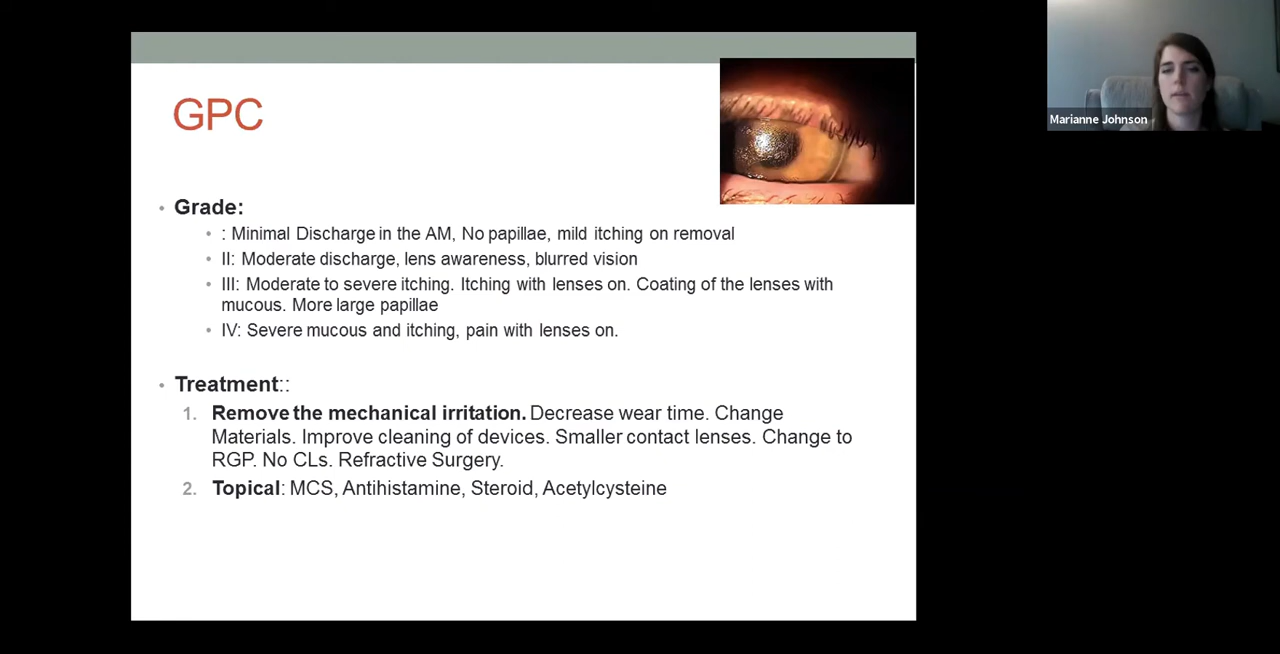 GPC
Marianne Johnson
• Grade:
• : Minimal Discharge in the AM, No papillae, mild itching on removal
• II: Moderate discharge, lens awareness, blurred vision
• III: Moderate to severe itching. Itching with lenses on. Coating of the lenses with
mucous. More large papillae
• IV: Severe mucous and itching, pain with lenses on.
• Treatment::
1. Remove the mechanical irritation. Decrease wear time. Change
Materials. Improve cleaning of devices. Smaller contact lenses. Change to
RGP. No CLs. Refractive Surgery.
2. Topical: MCS, Antihistamine, Steroid, Acetylcysteine